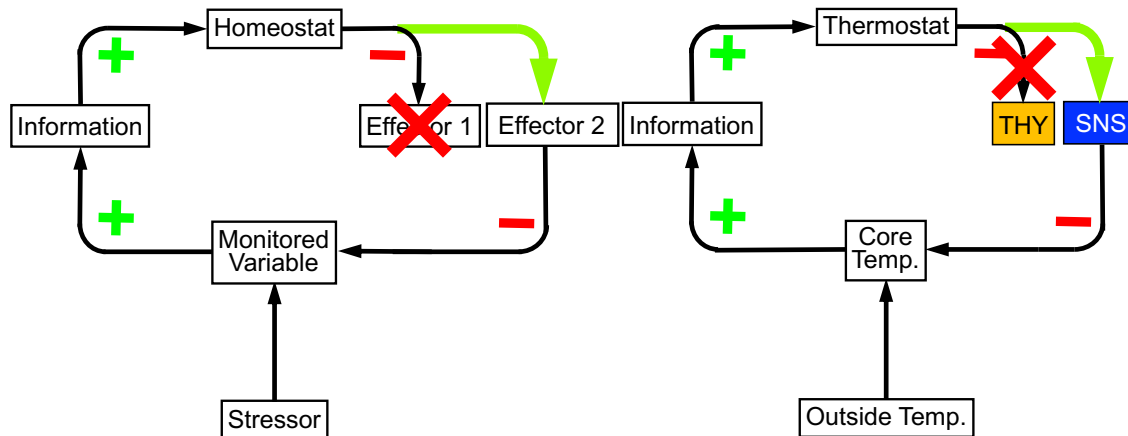 Homeostat
Thermostat
Information
Effector 1
Effector 2
Information
THY
SNS
Monitored
Variable
Core
Temp.
Stressor
Outside Temp.